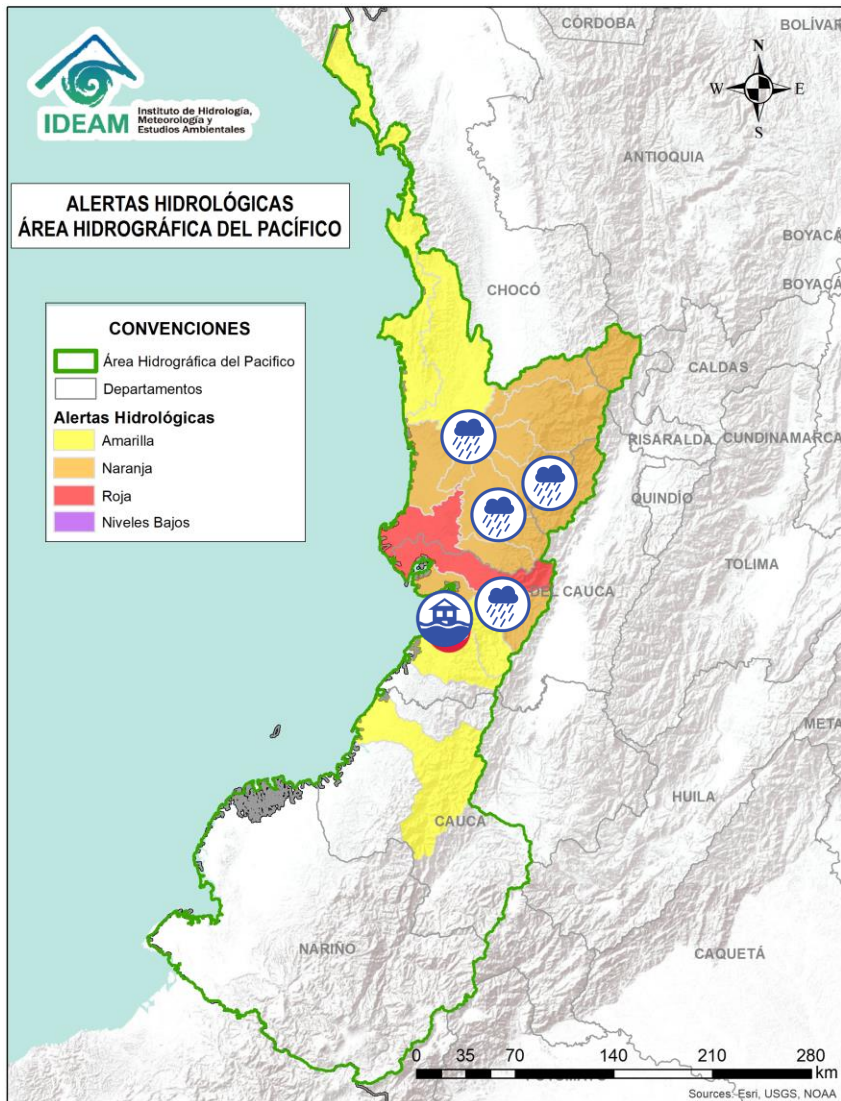 CÓRDOBA
BOLÍVAR
N
W
E
S
IDEAM
Instituto de Hidrología,
Meteorología y
Estudios Ambientales
ANTIOQUIA
ALERTAS HIDROLÓGICAS
ÁREA HIDROGRÁFICA DEL PACÍFICO
BOYACÁ
BOYACÁ
CHOCÓ
CONVENCIONES
Área Hidrográfica del Pacifico
Departamentos
Alertas Hidrológicas
Amarilla
Naranja
Roja
Niveles Bajos
CALDAS
RISARALDA
CUNDINAMARCA
QUINDÍO
TOLIMA
DEL CAUCA
META
HUILA
CAUCA
NARIÑO
CAQUETÁ
0 35 70 140 210 280
km
Sources: Esri, USGS, NOAA